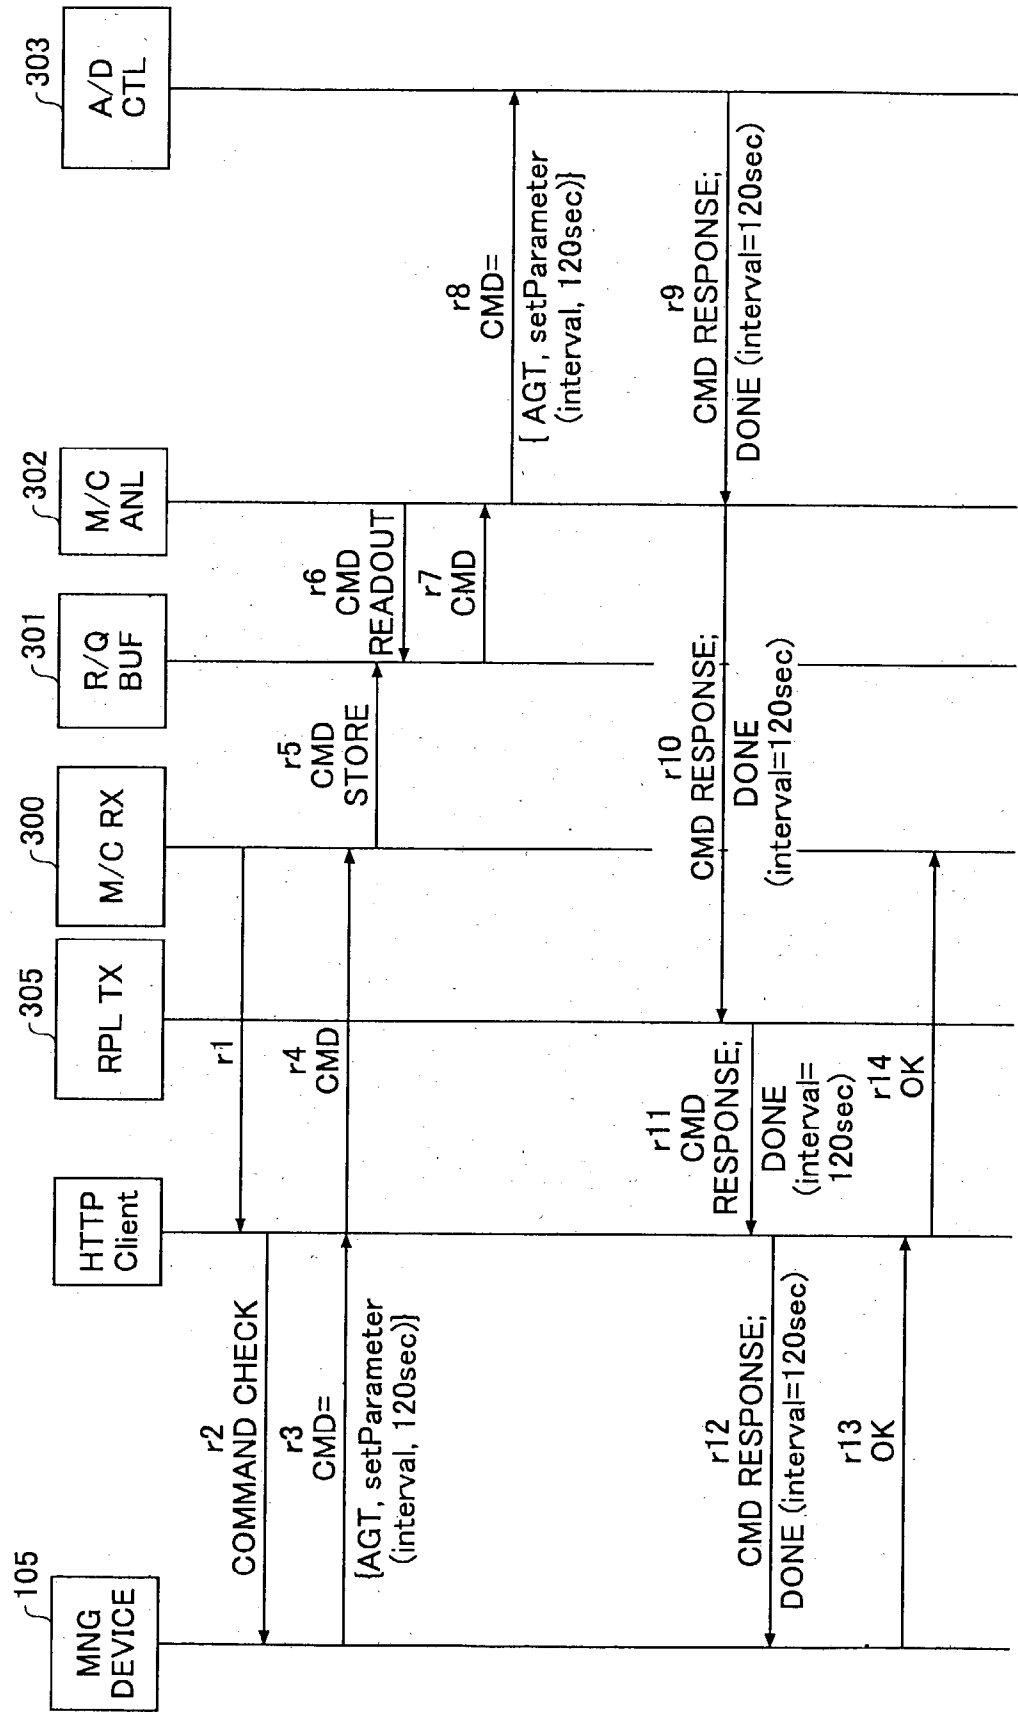 105
MNG
DEVICE
HTTP
Client
305
RPL TX
300
M/C RX
301
R/Q
BUF
302
M/C
ANL
303
A/D
CTL
r1
r2
COMMAND CHECK
r3
CMD=
{AGT, setParameter
(interval, 120sec)}
r4
CMD
r5
CMD
STORE
r6
CMD
READOUT
r7
CMD
r8
CMD=
{ AGT, setParameter
(interval, 120sec)}
r9
CMD RESPONSE;
DONE (interval=120sec)
r10
CMD RESPONSE;
DONE
(interval=120sec)
r11
CMD
RESPONSE;
DONE
(interval=
120sec)
r12
CMD RESPONSE;
DONE (interval=120sec)
r13
OK
r14
OK